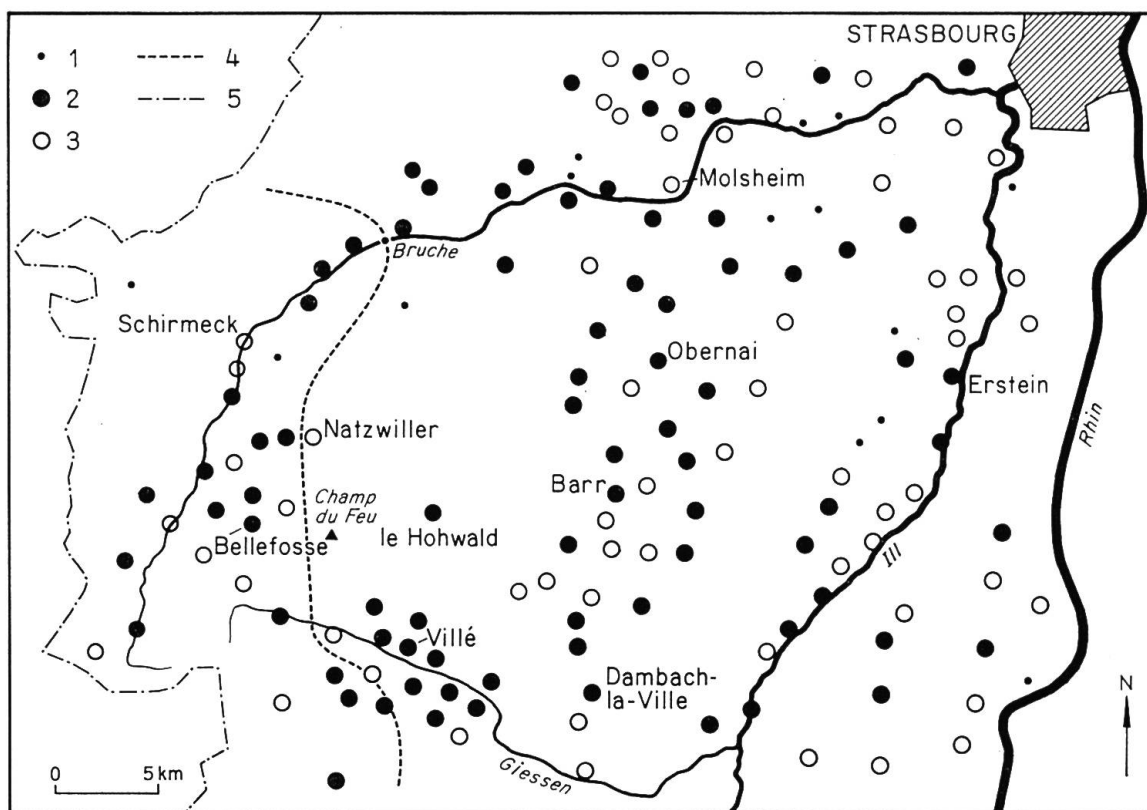 STRASBOURG
1
4
2
5
3
Molsheim
Bruche
Schirmeck
Obernai
Erstein
Rhin
Natzwiller
Champ
du Feu
Barr
le Hohwald
Bellefosse
Ill
Villé
Dambach-
la-Ville
N
0 5 km
Giessen